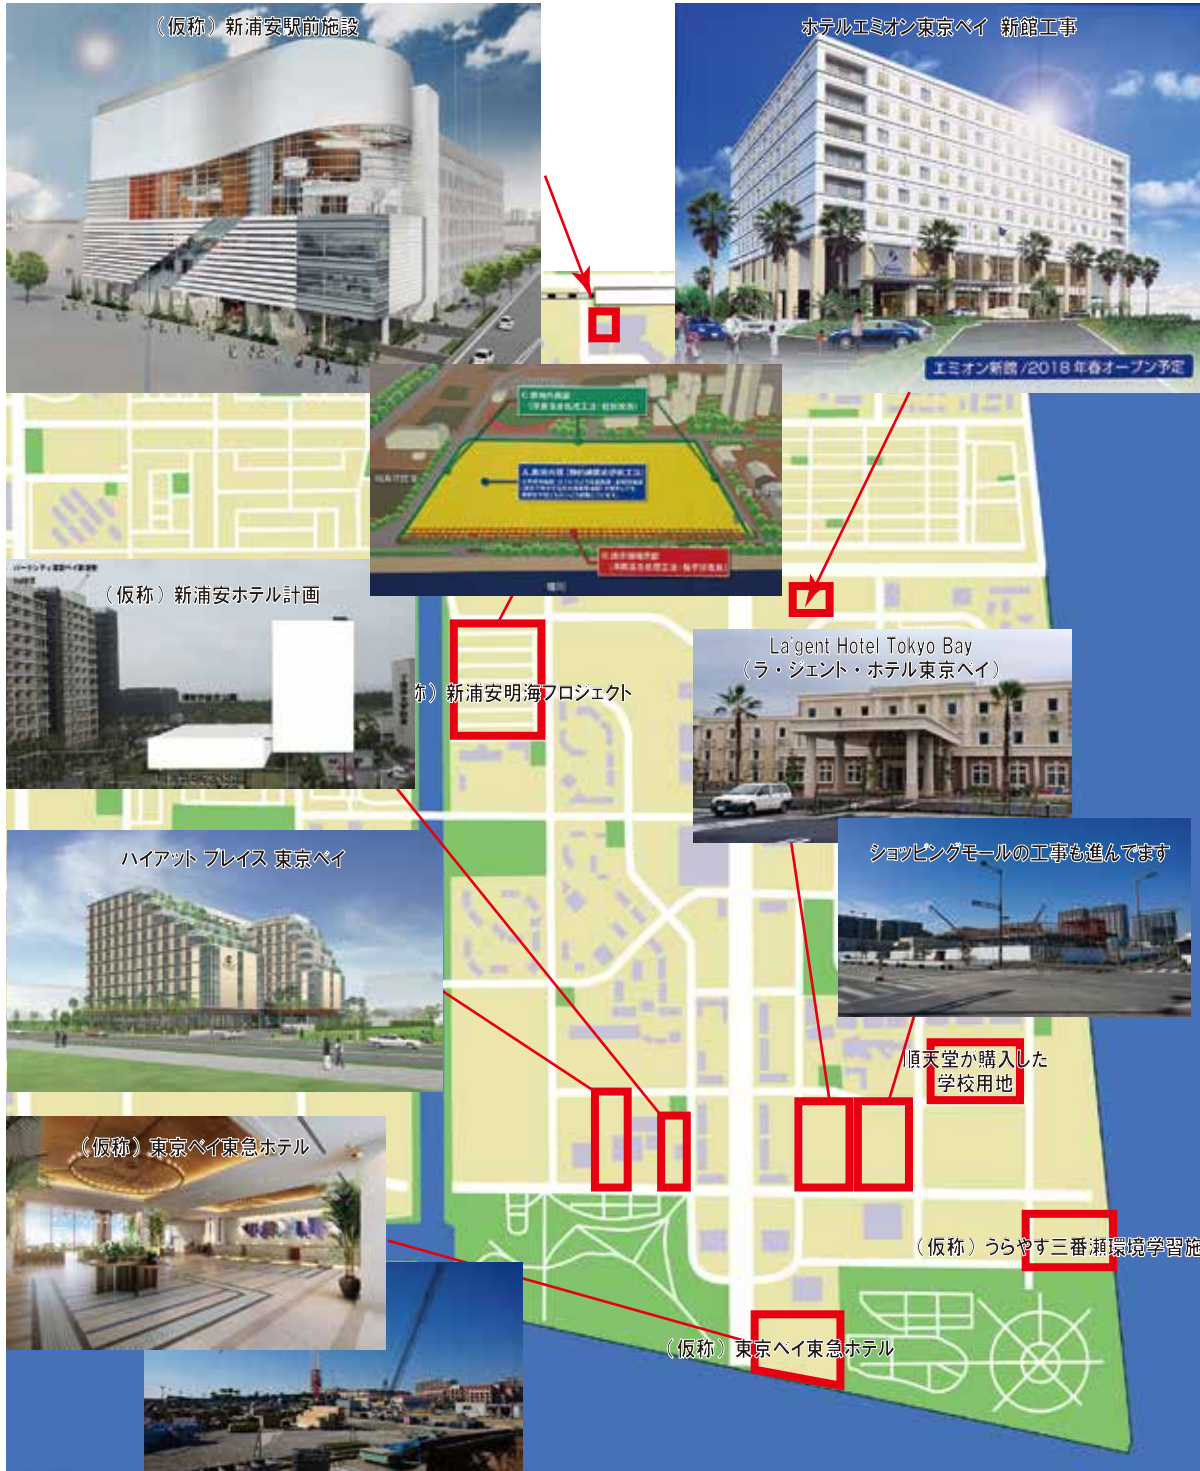 （仮称）新浦安駅前施設
ホテルエミオン東京ベイ 新館工事
エミオン新館/2018年春オープン予定
（仮称）新浦安ホテル計画
称）新浦安明海プロジェクト
La'gent Hotel Tokyo Bay
（ラ・ジェント・ホテル東京ベイ）
ハイアット プレイス 東京ベイ
ショッピングモールの工事も進んでます
順天堂が購入した
学校用地
（仮称）東京ベイ東急ホテル
（仮称）うらやす三番瀬環境学習施
（仮称）東京ベイ東急ホテル